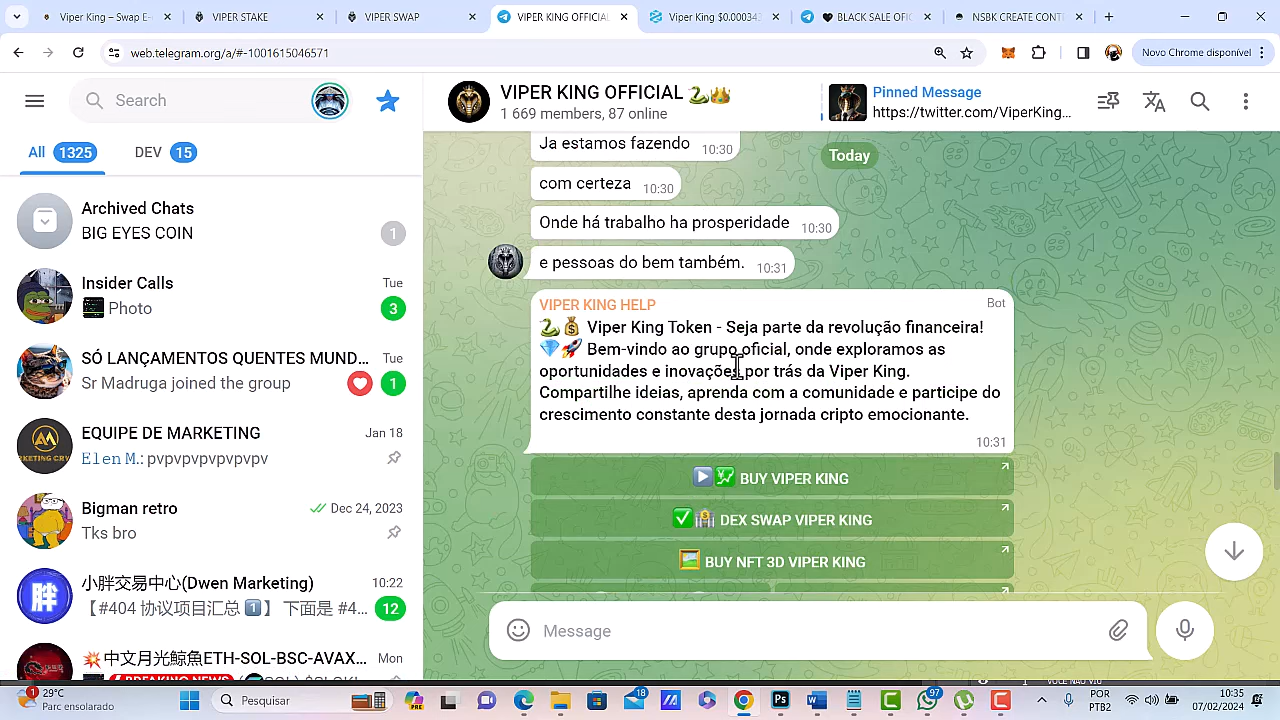 Viper King – Swap E-
VIPER STAKE
VIPER SWAP
VIPER KING OFICIAL
Viper King $0.000343
BLACK SALE OFI
NSBK CREATE CONT
web.telegram.org/a/#-1001615046571
Novo Chrome disponível
Search
VIPER KING OFFICIAL 🐍👑
1 669 members, 87 online
Pinned Message
https://twitter.com/ViperKing...
All 1325
DEV 15
Archived Chats
BIG EYES COIN
1
Insider Calls
Tue
Photo
3
SÓ LANÇAMENTOS QUENTES MUND...
Tue
Sr Madruga joined the group
1
EQUIPE DE MARKETING
Jan 18
Elen M.: pvpvpvpvpvpv
Bigman retro
Dec 24, 2023
Tks bro
小胖交易中心(Dwen Marketing)
10:22
【#404 协议项目汇总 1️⃣】 下面是 #4...
12
💥中文月光鯨魚ETH-SOL-BSC-AVAX...
Mon
Today
Ja estamos fazendo 10:30
com certeza 10:30
Onde há trabalho ha prosperidade 10:30
e pessoas do bem também. 10:31
VIPER KING HELP
Bot
🐍💰 Viper King Token - Seja parte da revolução financeira!
💎🚀 Bem-vindo ao grupo oficial, onde exploramos as
oportunidades e inovações por trás da Viper King.
Compartilhe ideias, aprenda com a comunidade e participe do
crescimento constante desta jornada cripto emocionante.
10:31
▶️💹 BUY VIPER KING
✅🤑 DEX SWAP VIPER KING
🖼 BUY NFT 3D VIPER KING
Message
1
29°C
Parc ensolarado
Pesquisar
PRE
18
97
POR
PTB2
10:35
07/02/2024